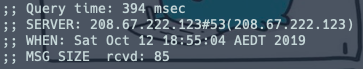 ;; Query time: 394 msec
;; SERVER: 208.67.222.123#53(208.67.222.123)
;; WHEN: Sat Oct 12 18:55:04 AEDT 2019
;; MSG SIZE  rcvd: 85